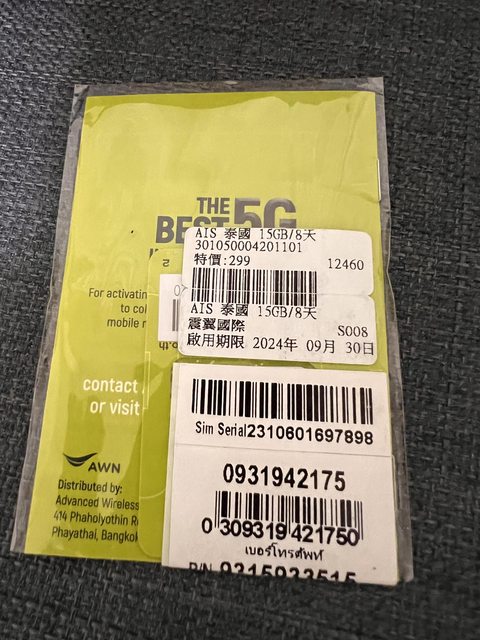 THE
BEST 5G
AIS 泰國 15GB/8天
301050004201101
特價:299 12460
AIS 泰國 15GB/8天
震翼國際 S008
啟用期限 2024年 09月 30日
For activatin
to col
mobile r
contact
or visit
Sim Serial2310601697898
0931942175
0 309319 421750
เบอร์โทรศัพท์
P/N 9315933515
AWN
Distributed by:
Advanced Wireless
414 Phaholyothin R
Phayathai, Bangkok